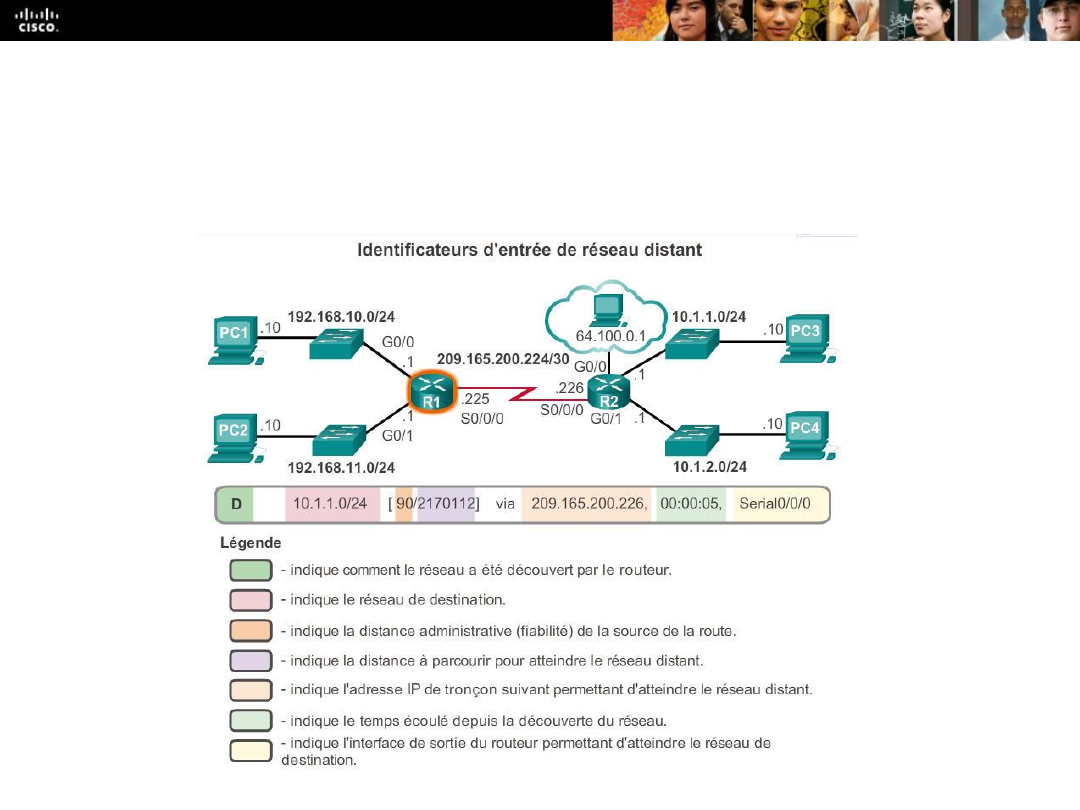 CISCO.
Identificateurs d'entrée de réseau distant
192.168.10.0/24
10.1.1.0/24
PC1
.10
G0/0
.1
64.100.0.1
.10
PC3
209.165.200.224/30
G0/0
.1
R1
.225
S0/0/0
.226
S0/0/0
R2
G0/1
.1
PC2
.10
.1
G0/1
.10
PC4
192.168.11.0/24
10.1.2.0/24
D 10.1.1.0/24 [ 90/2170112] via 209.165.200.226, 00:00:05, Serial0/0/0
Légende
- indique comment le réseau a été découvert par le routeur.
- indique le réseau de destination.
- indique la distance administrative (fiabilité) de la source de la route.
- indique la distance à parcourir pour atteindre le réseau distant.
- indique l'adresse IP de tronçon suivant permettant d'atteindre le réseau distant.
- indique le temps écoulé depuis la découverte du réseau.
- indique l'interface de sortie du routeur permettant d'atteindre le réseau de
destination.